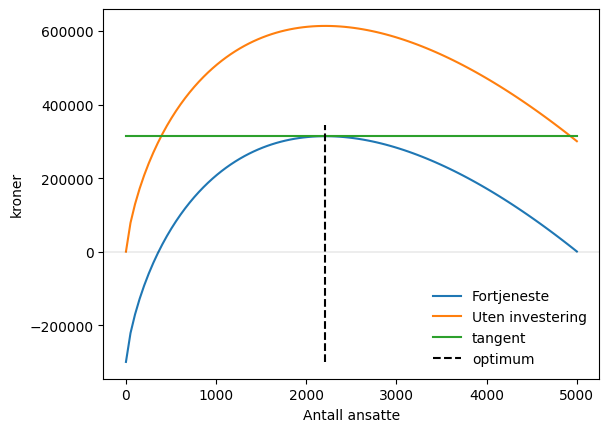 600000
400000
200000
0
−200000
kroner
0
1000
2000
3000
4000
5000
Antall ansatte
Fortjeneste
Uten investering
tangent
optimum